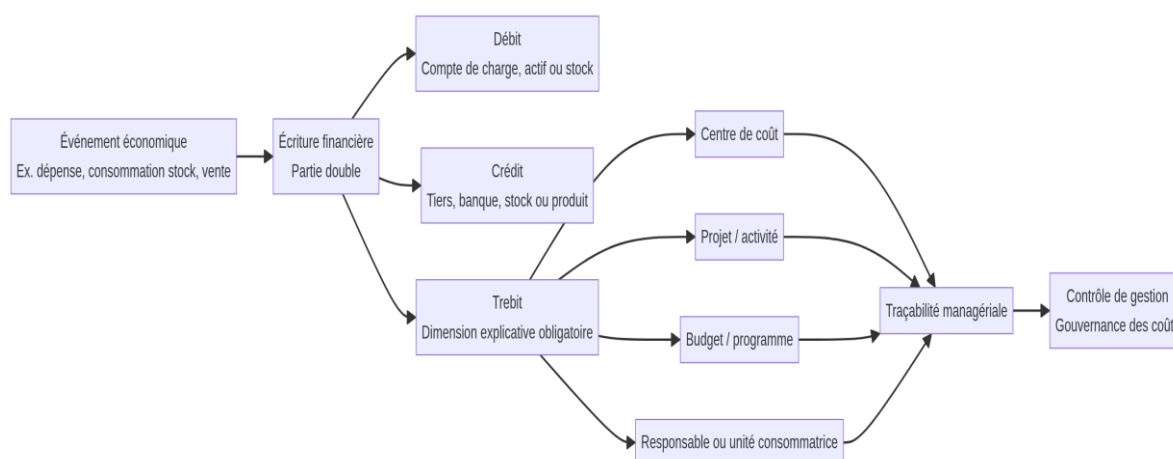 Événement économique
Ex. dépense, consommation stock, vente
Écriture financière
Partie double
Débit
Compte de charge, actif ou stock
Crédit
Tiers, banque, stock ou produit
Trebit
Dimension explicative obligatoire
Centre de coût
Projet / activité
Budget / programme
Responsable ou unité consommatrice
Traçabilité managériale
Contrôle de gestion
Gouvernance des coût